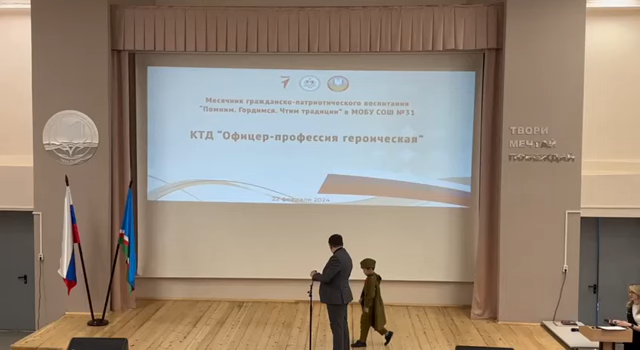 Месячник гражданско-патриотического воспитания
"Помним. Гордимся. Чтим традиции" в МОБУ СОШ №31
КТД "Офицер-профессия героическая"
22 февраля 2024
ТВОРИ
МЕЧТАЙ